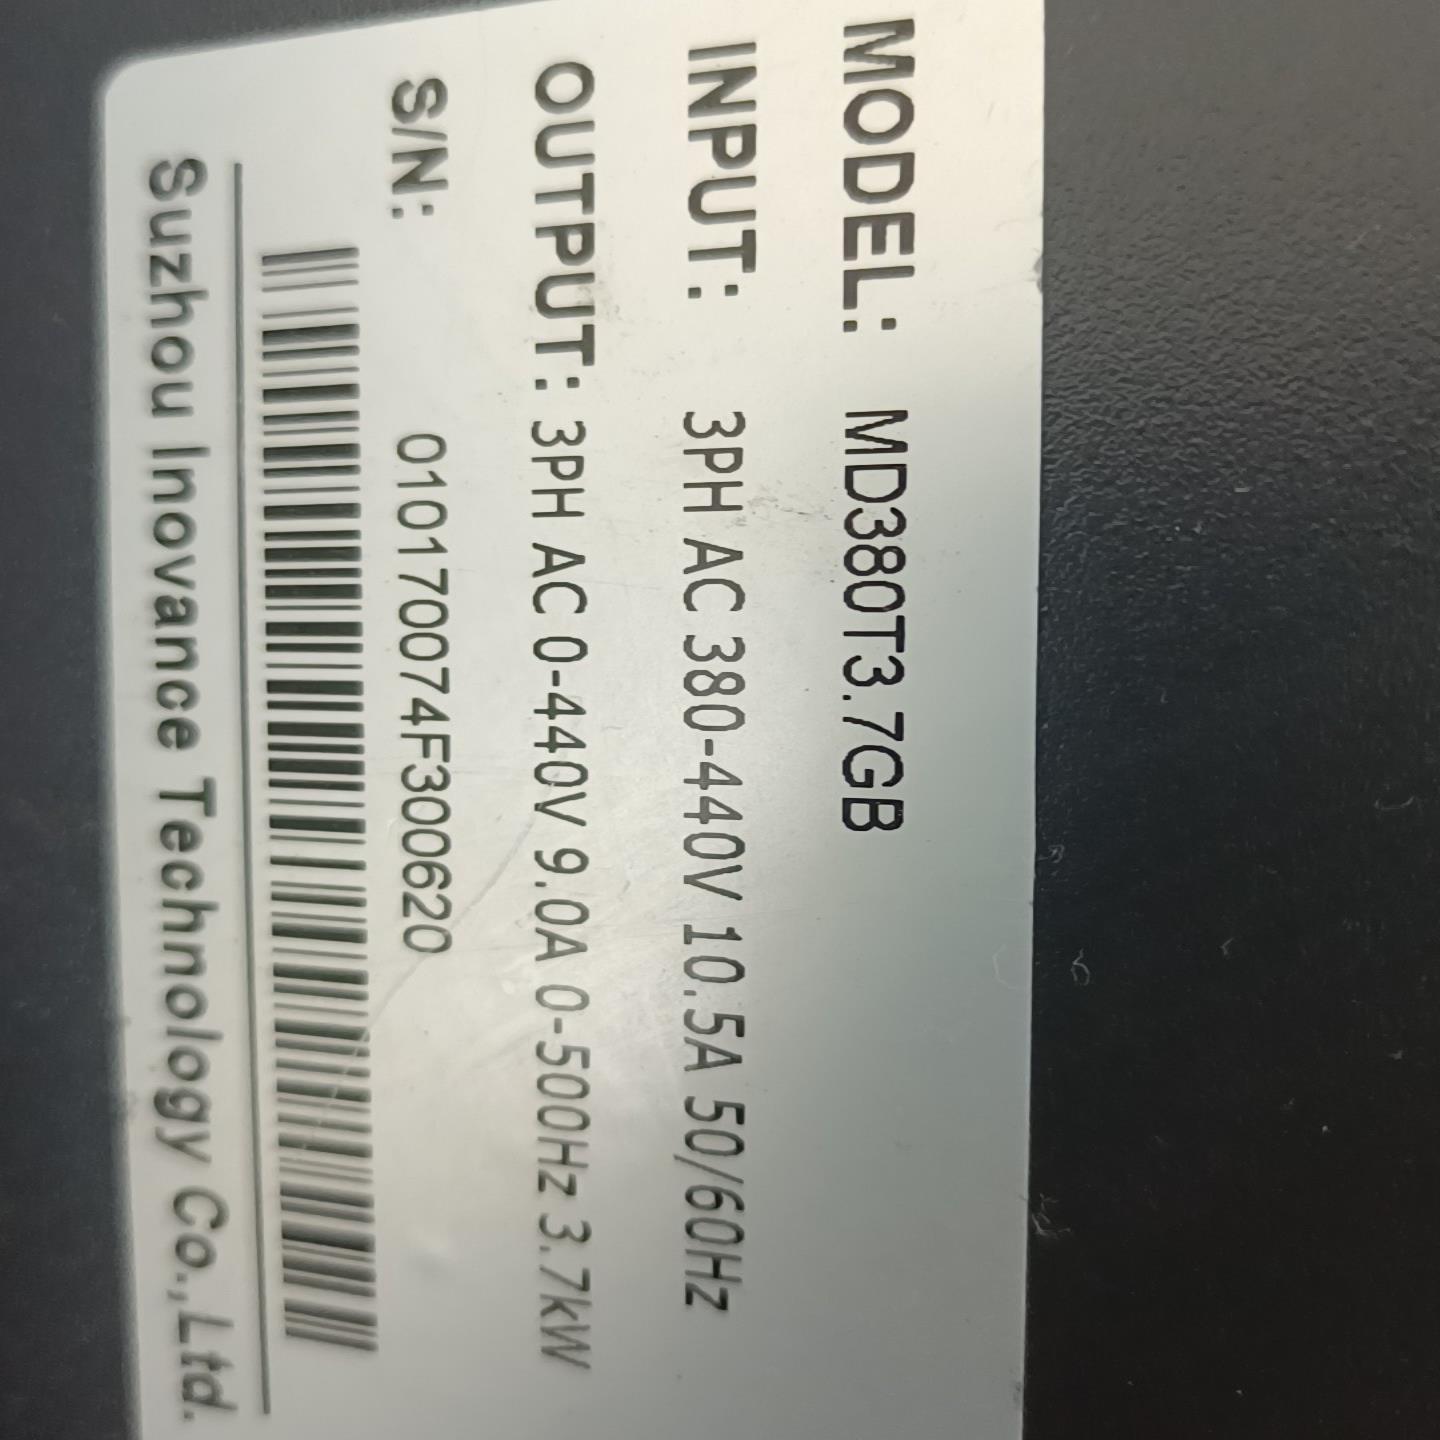 MODEL: MD380T3.7GB
INPUT: 3PH AC 380-440V 10.5A 50/60Hz
OUTPUT: 3PH AC 0-440V 9.0A 0-500Hz 3.7kW
S/N: 010170074F300620
Suzhou Inovance Technology Co.,Ltd.